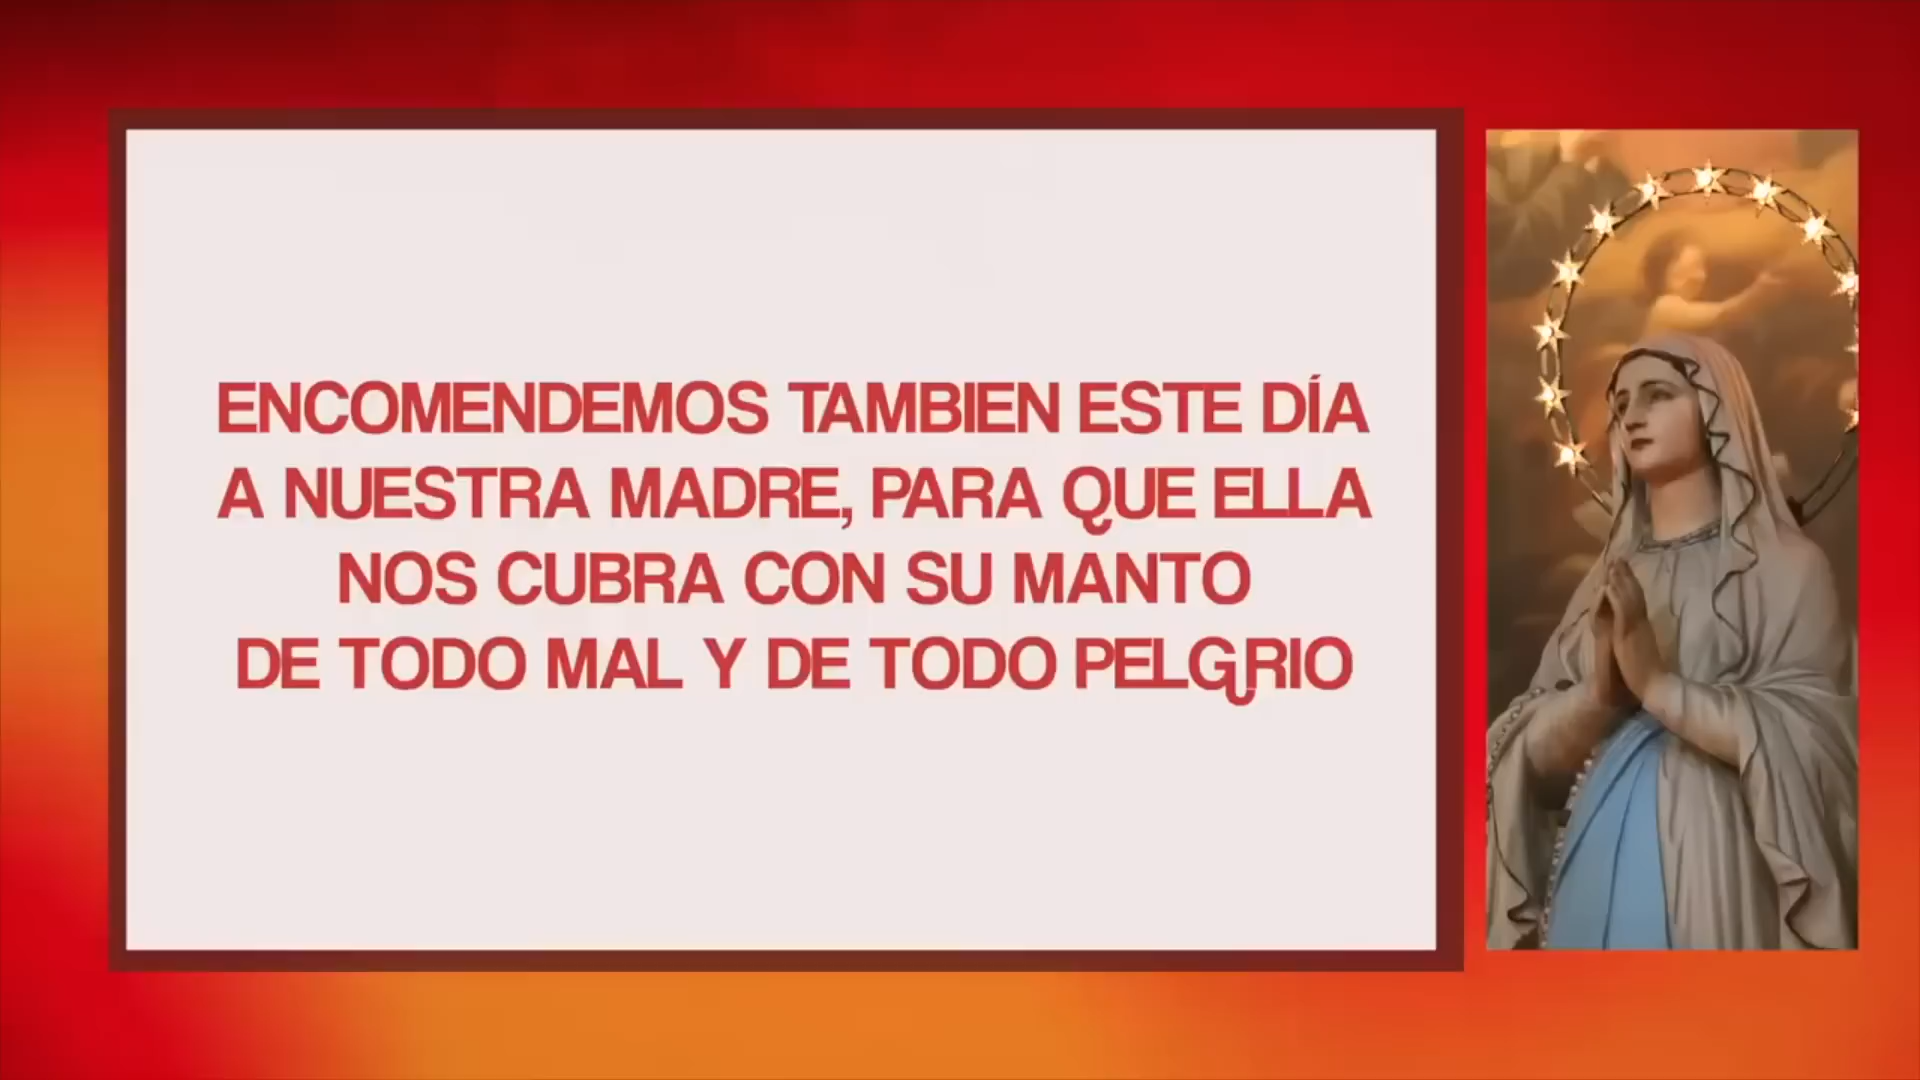 ENCOMENDEMOS TAMBIEN ESTE DÍA
A NUESTRA MADRE, PARA QUE ELLA
NOS CUBRA CON SU MANTO
DE TODO MAL Y DE TODO PELGRIO